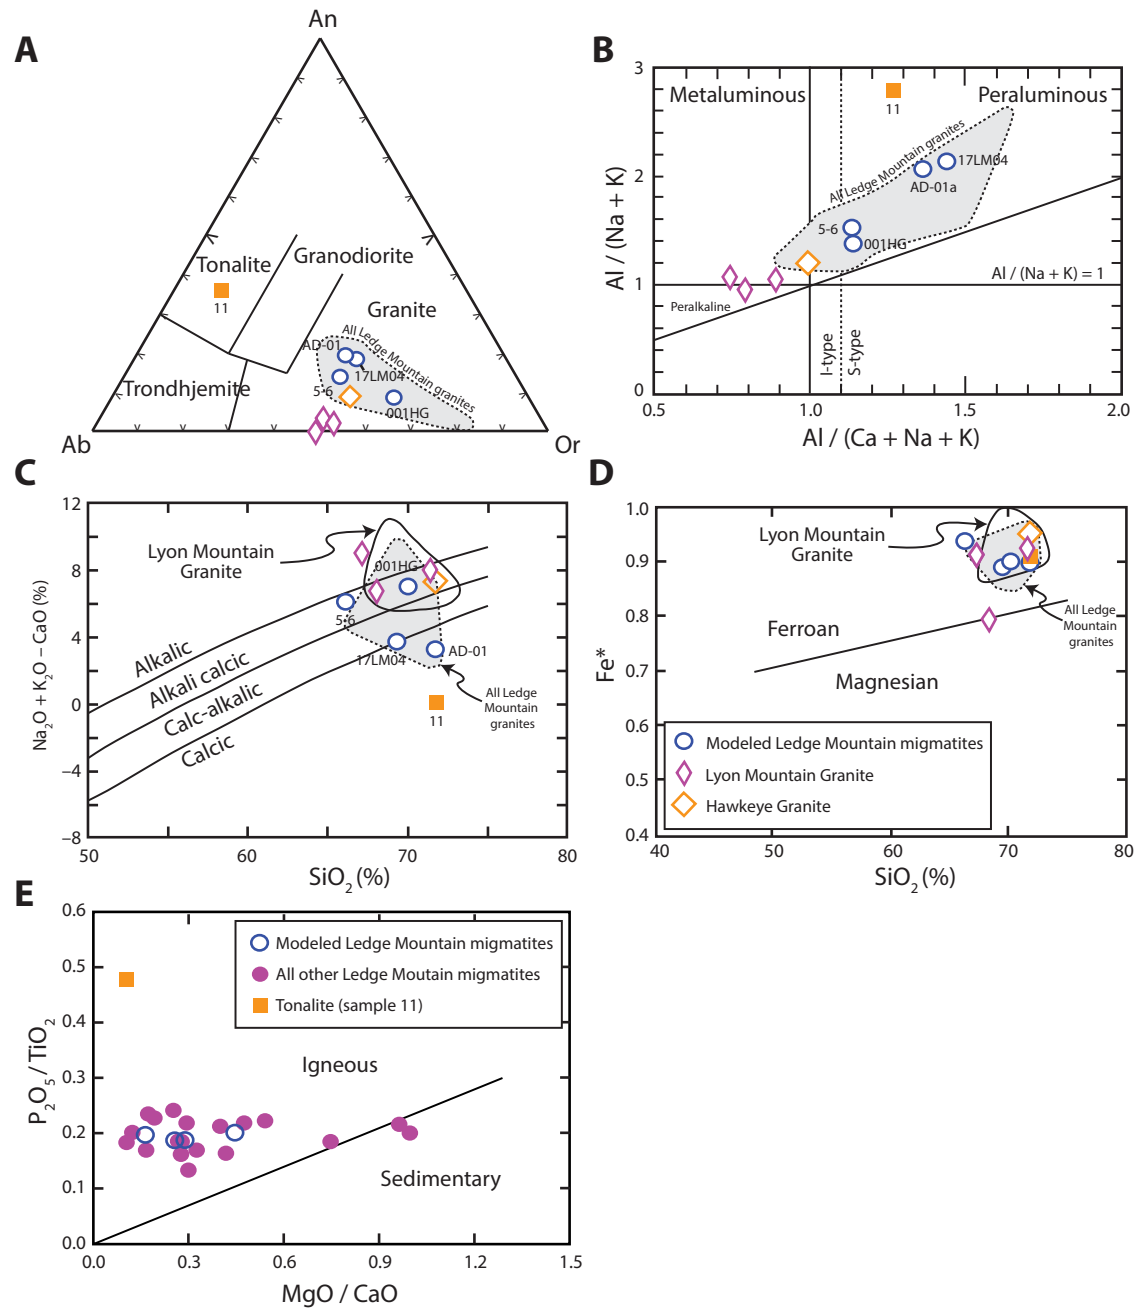 A
An
Tonalite
11
Granodiorite
Granite
All Ledge Mountain granites
AD-01
17LM04
5-6
001HG
Trondhjemite
Ab
Or
B
3
2
1
0
Al / (Na + K)
Metaluminous
Peraluminous
11
All Ledge Mountain granites
17LM04
AD-01a
5-6
001HG
Al / (Na + K) = 1
Peralkaline
I-type
S-type
0.5
1.0
1.5
2.0
Al / (Ca + Na + K)
C
12
8
4
0
−4
−8
Na2O + K2O – CaO (%)
Lyon Mountain
Granite
001HG
5-6
17LM04
AD-01
11
All Ledge
Mountain
granites
Alkalic
Alkali calcic
Calc-alkalic
Calcic
50
60
70
80
SiO2 (%)
D
1.0
0.9
0.8
0.7
0.6
0.5
0.4
Fe*
Lyon Mountain
Granite
All Ledge
Mountain
granites
Ferroan
Magnesian
Modeled Ledge Mountain migmatites
Lyon Mountain Granite
Hawkeye Granite
40
50
60
70
80
SiO2 (%)
E
0.6
0.5
0.4
0.3
0.2
0.1
0.0
P2O5 / TiO2
Modeled Ledge Mountain migmatites
All other Ledge Moutain migmatites
Tonalite (sample 11)
Igneous
Sedimentary
0.0
0.3
0.6
0.9
1.2
1.5
MgO / CaO